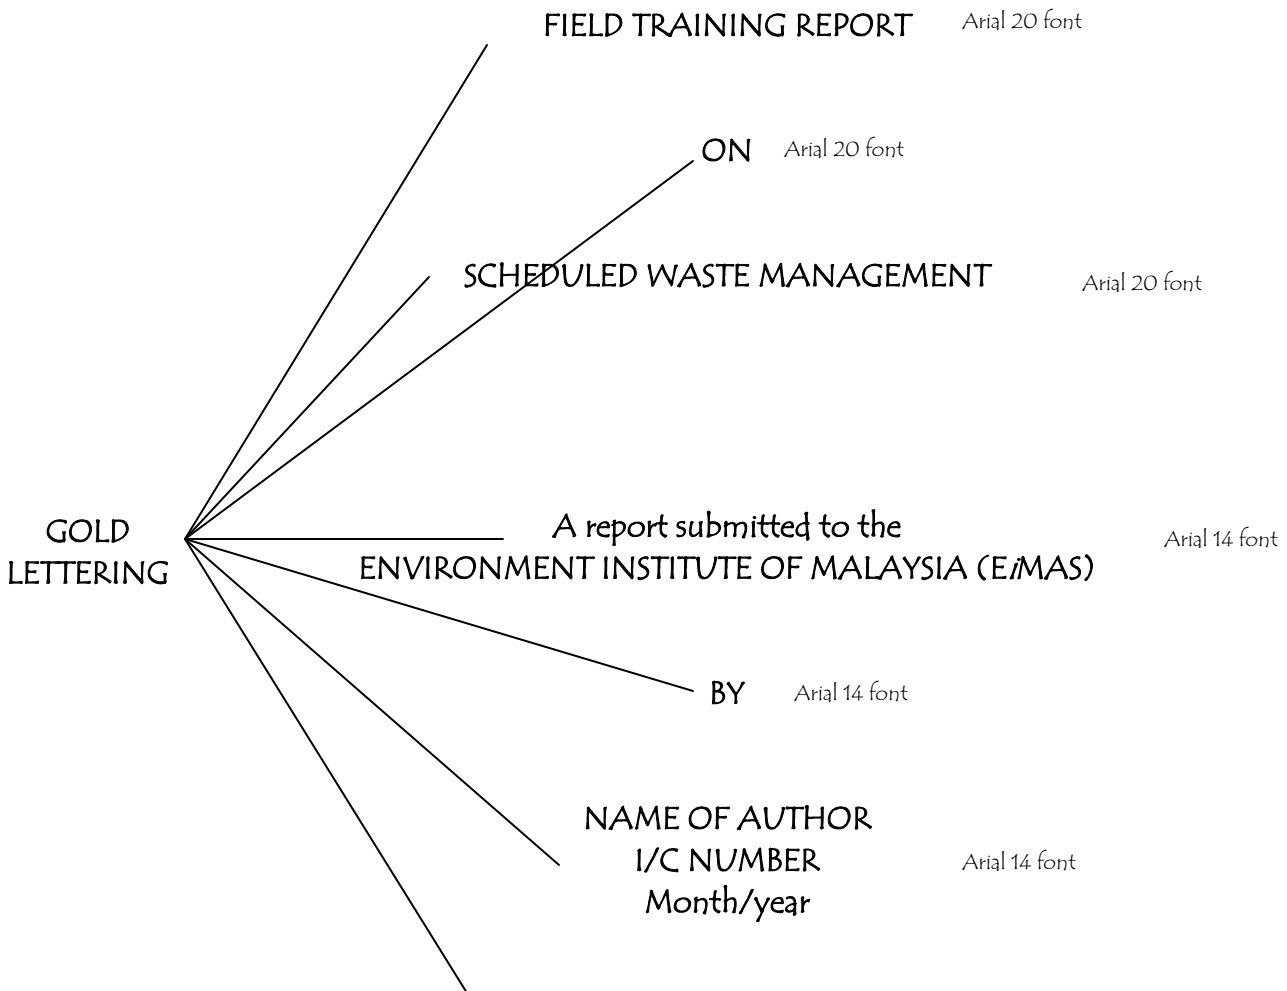 FIELD TRAINING REPORT Arial 20 font
ON Arial 20 font
SCHEDULED WASTE MANAGEMENT Arial 20 font
GOLD
LETTERING
A report submitted to the
ENVIRONMENT INSTITUTE OF MALAYSIA (EiMAS)
Arial 14 font
BY Arial 14 font
NAME OF AUTHOR
I/C NUMBER Arial 14 font
Month/year